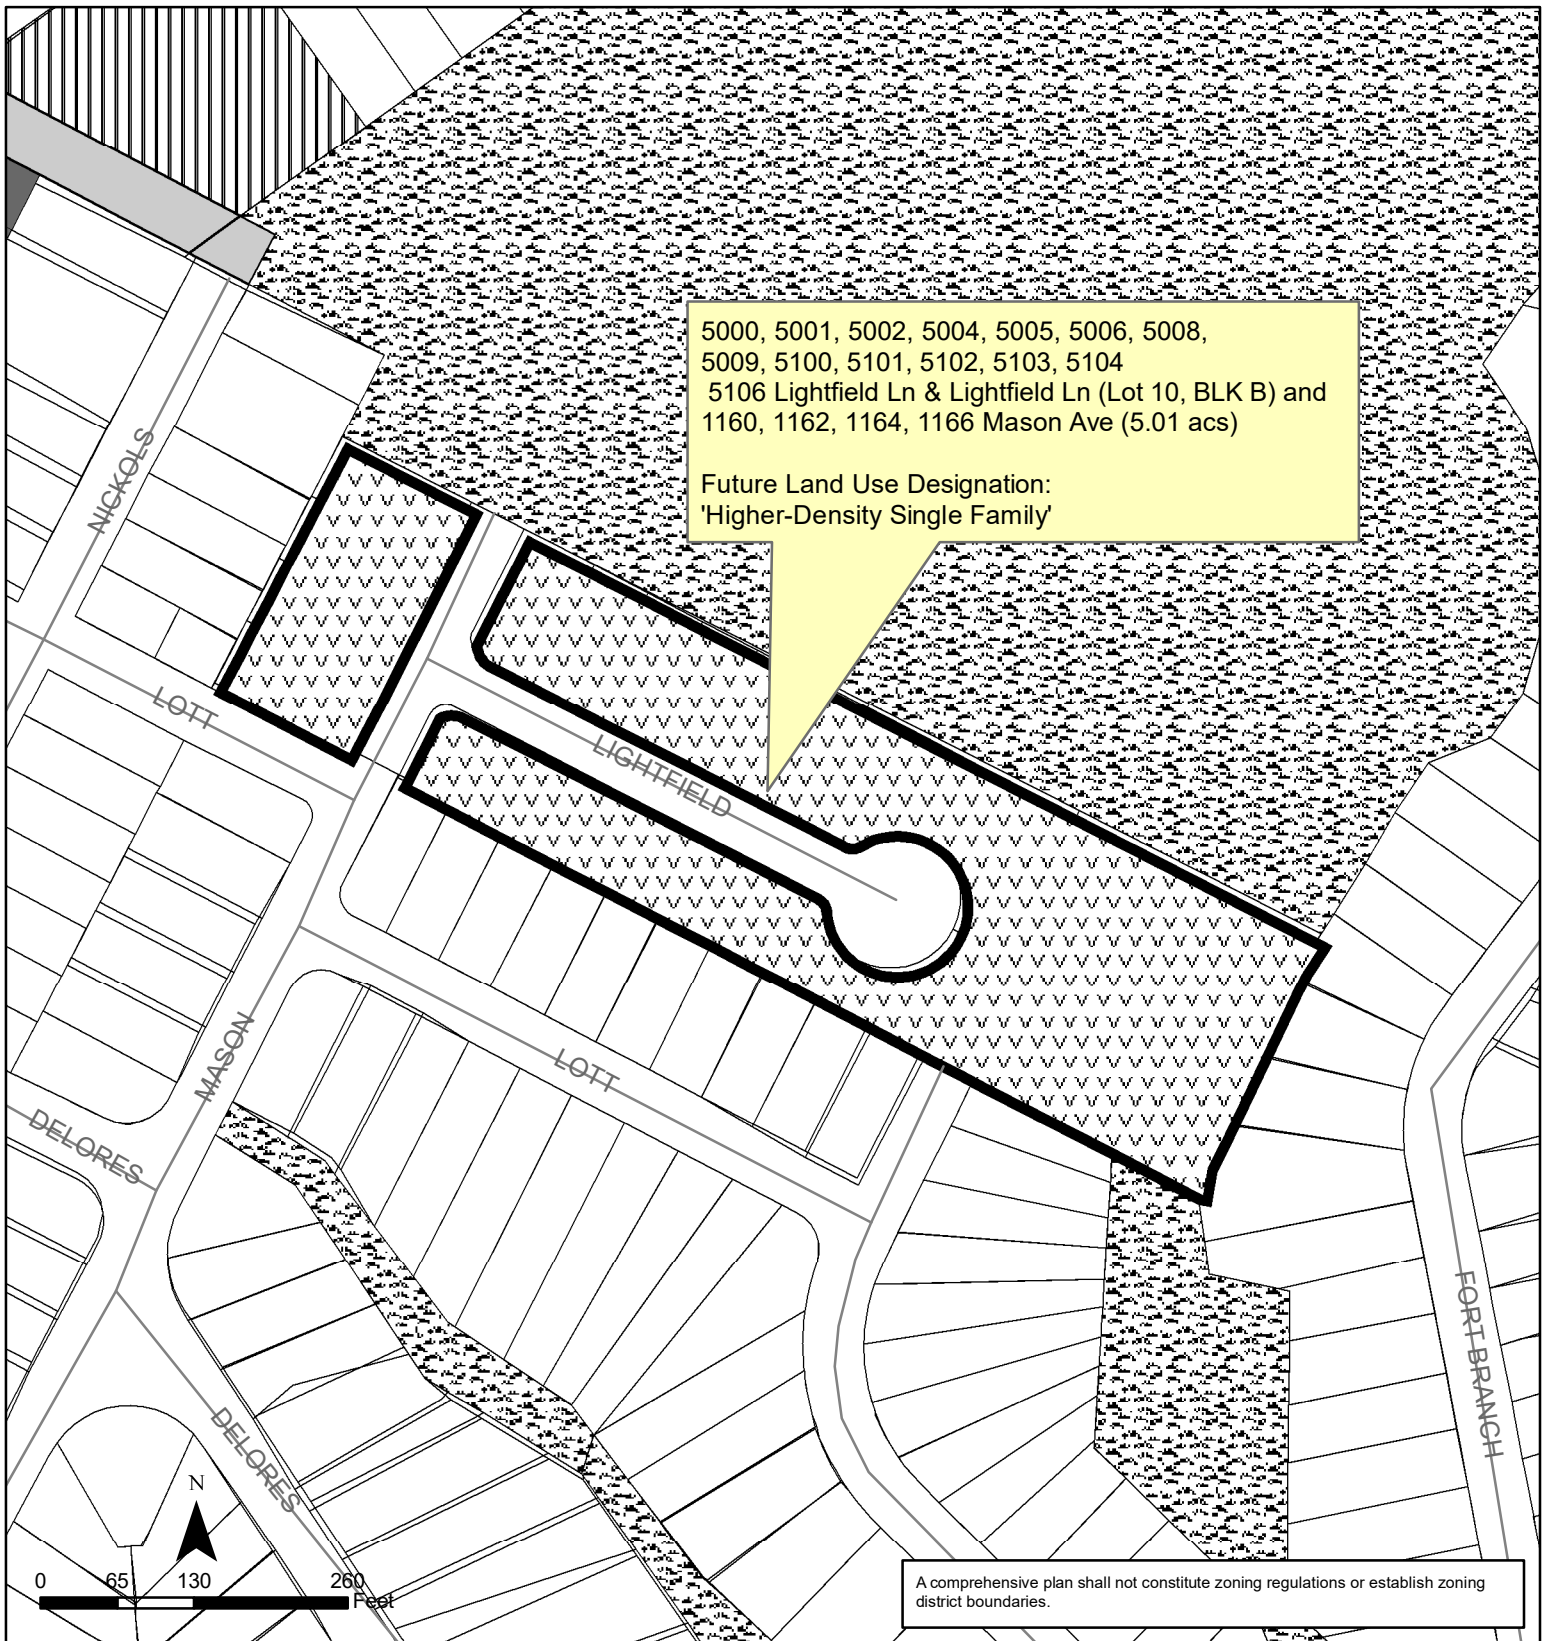 5000, 5001, 5002, 5004, 5005, 5006, 5008,
5009, 5100, 5101, 5102, 5103, 5104
5106 Lightfield Ln & Lightfield Ln (Lot 10, BLK B) and
1160, 1162, 1164, 1166 Mason Ave (5.01 acs)
Future Land Use Designation:
'Higher-Density Single Family'
NICKOLS
LOTT
LIGHTFIELD
MASON
LOTT
DELORES
FORT BRANCH
DELORES
N
0 65 130 260
Feet
A comprehensive plan shall not constitute zoning regulations or establish zoning
district boundaries.